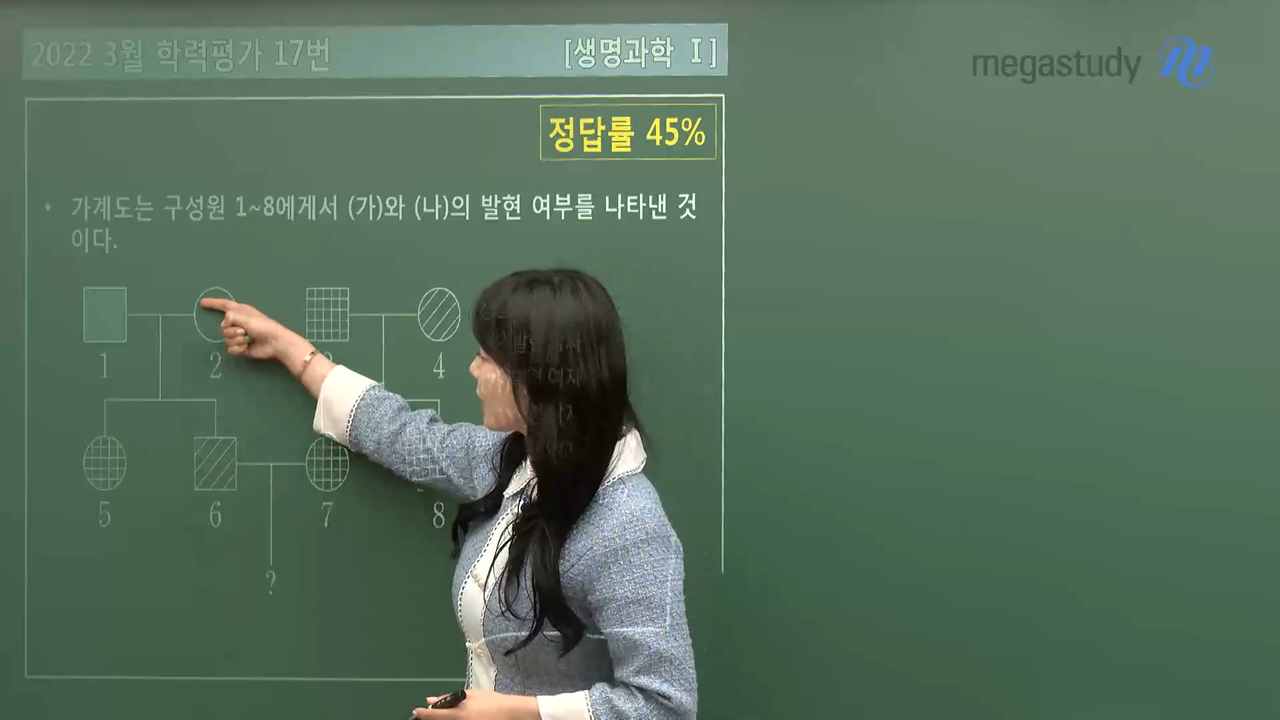 2022 3월 학력평가 17번
[생명과학 Ⅰ]
megastudy
정답률 45%
• 가계도는 구성원 1~8에게서 (가)와 (나)의 발현 여부를 나타낸 것
이다.
1 2 4
5 6 7 8
?